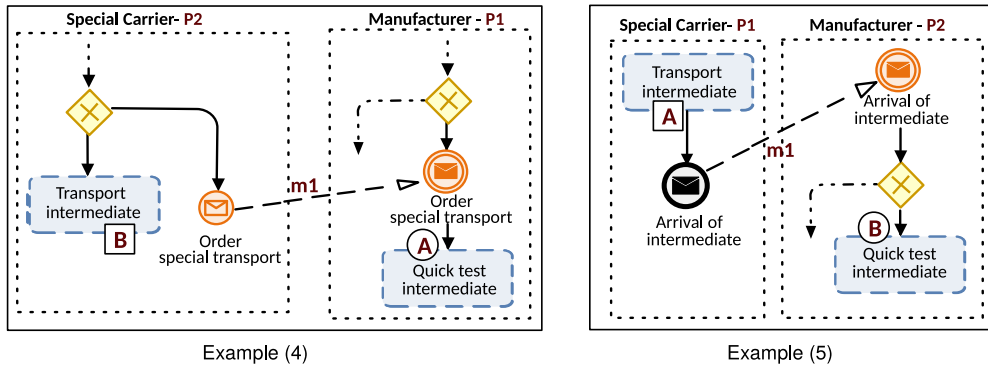 Special Carrier- P2
Manufacturer - P1
Transport
intermediate
B
Order
special transport
m1
Order
special transport
A
Quick test
intermediate
Example (4)
Special Carrier- P1
Manufacturer - P2
Transport
intermediate
A
Arrival of
intermediate
m1
Arrival of
intermediate
B
Quick test
intermediate
Example (5)